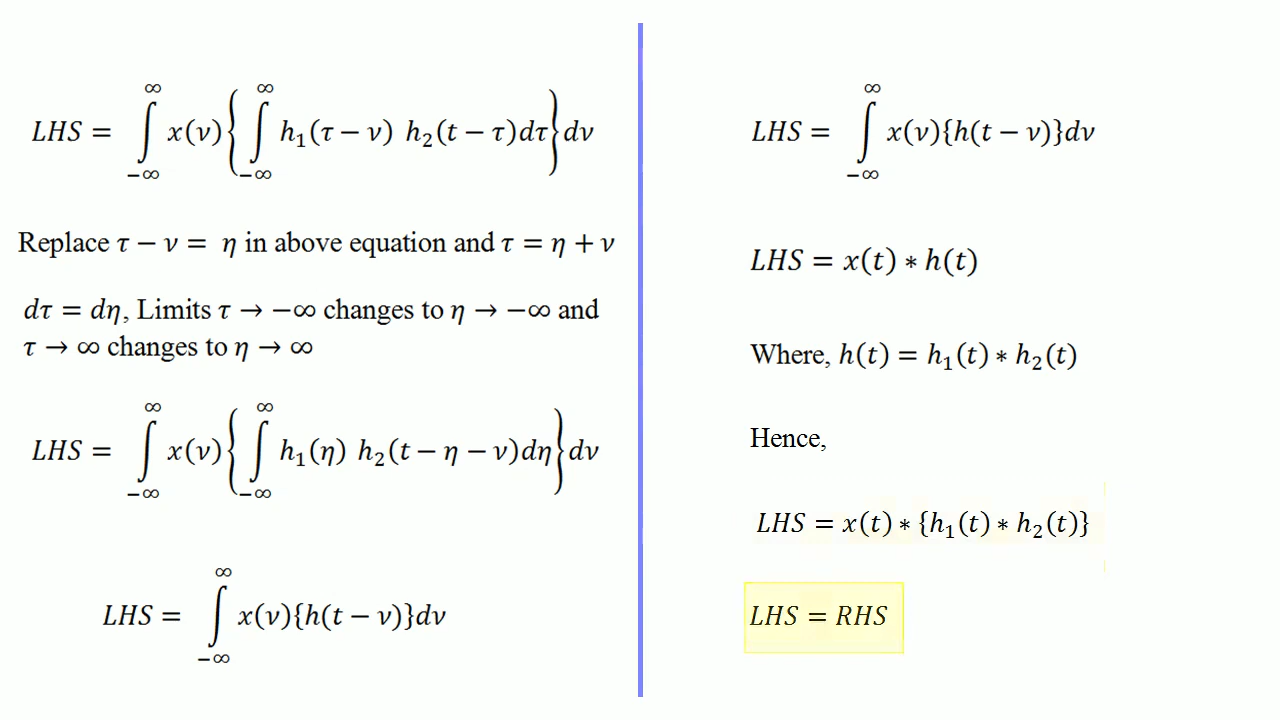 LHS = ∫_{−∞}^{∞} x(ν){∫_{−∞}^{∞} h₁(τ − ν) h₂(t − τ)dτ}dν
Replace τ − ν = η in above equation and τ = η + ν
dτ = dη, Limits τ → −∞ changes to η → −∞ and
τ → ∞ changes to η → ∞
LHS = ∫_{−∞}^{∞} x(ν){∫_{−∞}^{∞} h₁(η) h₂(t − η − ν)dη}dν
LHS = ∫_{−∞}^{∞} x(ν){h(t − ν)}dν
LHS = ∫_{−∞}^{∞} x(ν){h(t − ν)}dν
LHS = x(t) ∗ h(t)
Where, h(t) = h₁(t) ∗ h₂(t)
Hence,
LHS = x(t) ∗ {h₁(t) ∗ h₂(t)}
LHS = RHS